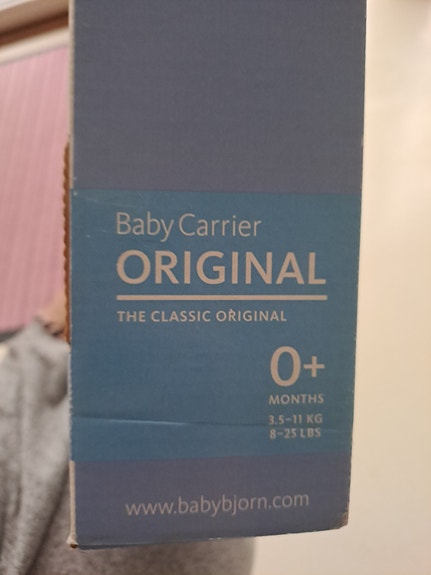 Baby Carrier
ORIGINAL
THE CLASSIC ORIGINAL
0+
MONTHS
3.5–11 KG
8–25 LBS
www.babybjorn.com